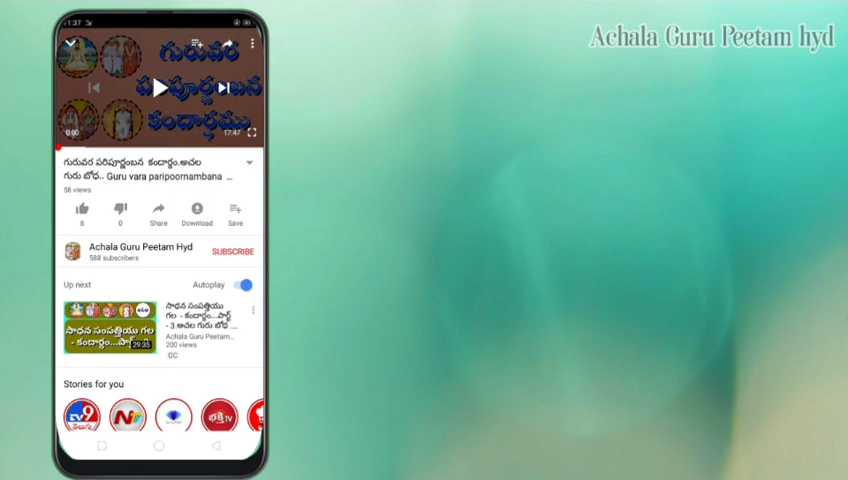 Achala Guru Peetam hyd
1:37
గురువర
పరిపూర్ణంబన
కందార్థము
0:00
17:47
గురువర పరిపూర్ణంబన కందార్థం.అచల
గురు బోధ.. Guru vara paripoornambana ...
58 views
8
0
Share
Download
Save
Achala Guru Peetam Hyd
588 subscribers
SUBSCRIBE
Up next
Autoplay
సాధన సంపత్తియు గల
- కందార్థం...పార్ట్
29:35
సాధన సంపత్తియు
గల - కందార్థం...పార్ట్
- 3 అచల గురు బోధ ....
Achala Guru Peetam...
200 views
CC
Stories for you
TV9
తెలుగు
NTV
భక్తి TV